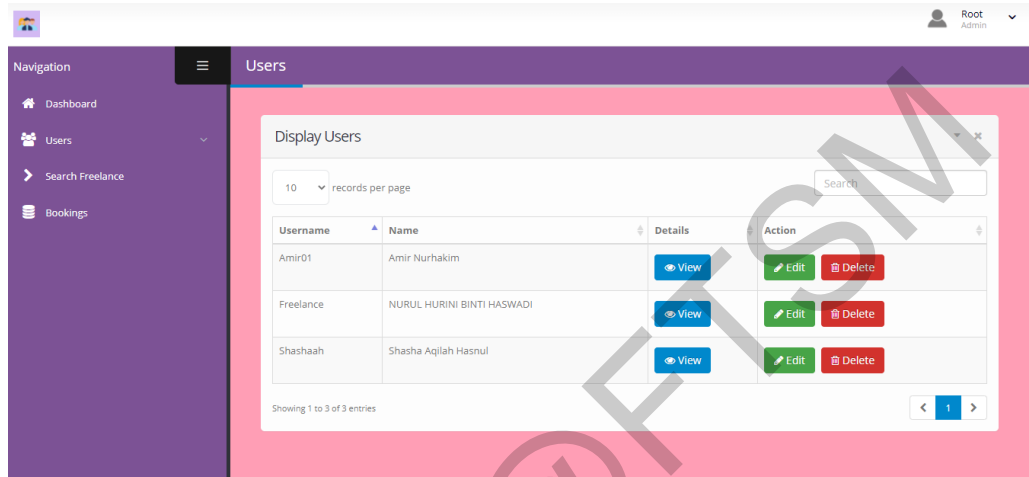 Root
Admin
Navigation
Users
Dashboard
Users
Search Freelance
Bookings
Display Users
10 records per page
Search
Username Name Details Action
Amir01 Amir Nurhakim View Edit Delete
Freelance NURUL HURINI BINTI HASWADI View Edit Delete
Shashaah Shasha Aqilah Hasnul View Edit Delete
Showing 1 to 3 of 3 entries
1
@FTSM